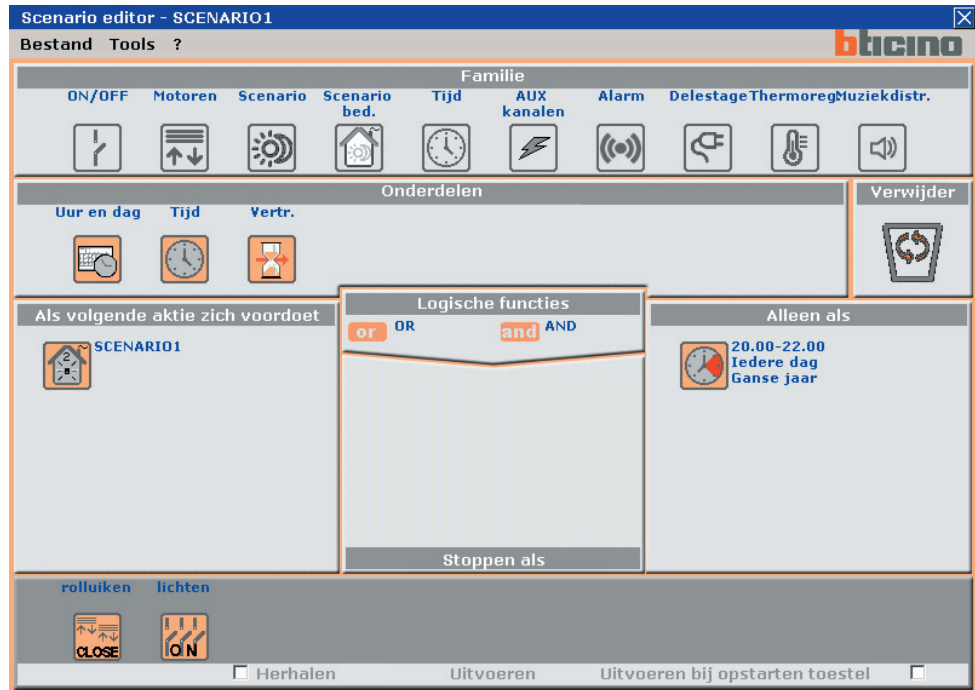 Scenario editor - SCENARIO1
Bestand Tools ?
bticino
Familie
ON/OFF Motoren Scenario Scenario bed. Tijd AUX kanalen Alarm Delestage Thermoreg Muziekdistr.
Onderdelen
Verwijder
Uur en dag Tijd Vertr.
Als volgende aktie zich voordoet
Logische functies
Alleen als
or OR and AND
2 SCENARIO1
20.00-22.00
Iedere dag
Ganse jaar
Stoppen als
rolluiken lichten
CLOSE ON
Herhalen Uitvoeren Uitvoeren bij opstarten toestel